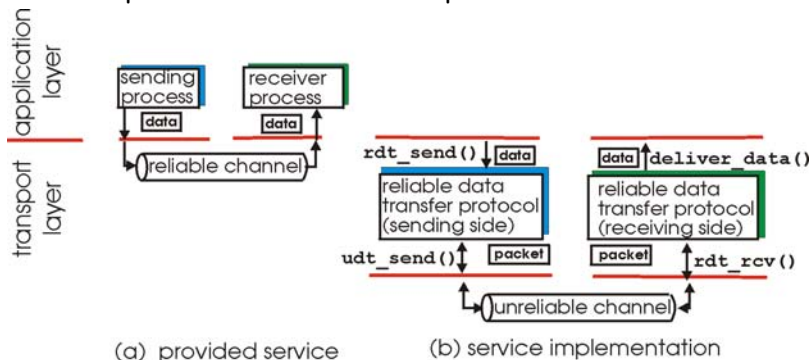 application
layer
transport
layer
sending
process
receiver
process
data
data
reliable channel
rdt_send()
data
data
deliver_data()
reliable data
transfer protocol
(sending side)
reliable data
transfer protocol
(receiving side)
udt_send()
packet
packet
rdt_rcv()
unreliable channel
(a) provided service
(b) service implementation